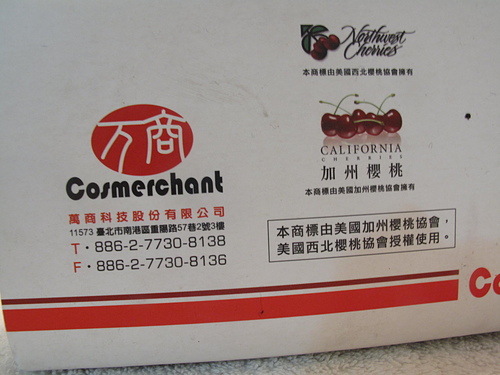 Northwest
Cherries
本商標由美國西北櫻桃協會擁有
万商
Cosmerchant
萬商科技股份有限公司
11573 臺北市南港區重陽路57巷2號3樓
T·886-2-7730-8138
F·886-2-7730-8136
CALIFORNIA
CHERRIES
加州櫻桃
本商標由美國加州櫻桃協會擁有
本商標由美國加州櫻桃協會，
美國西北櫻桃協會授權使用。
Co